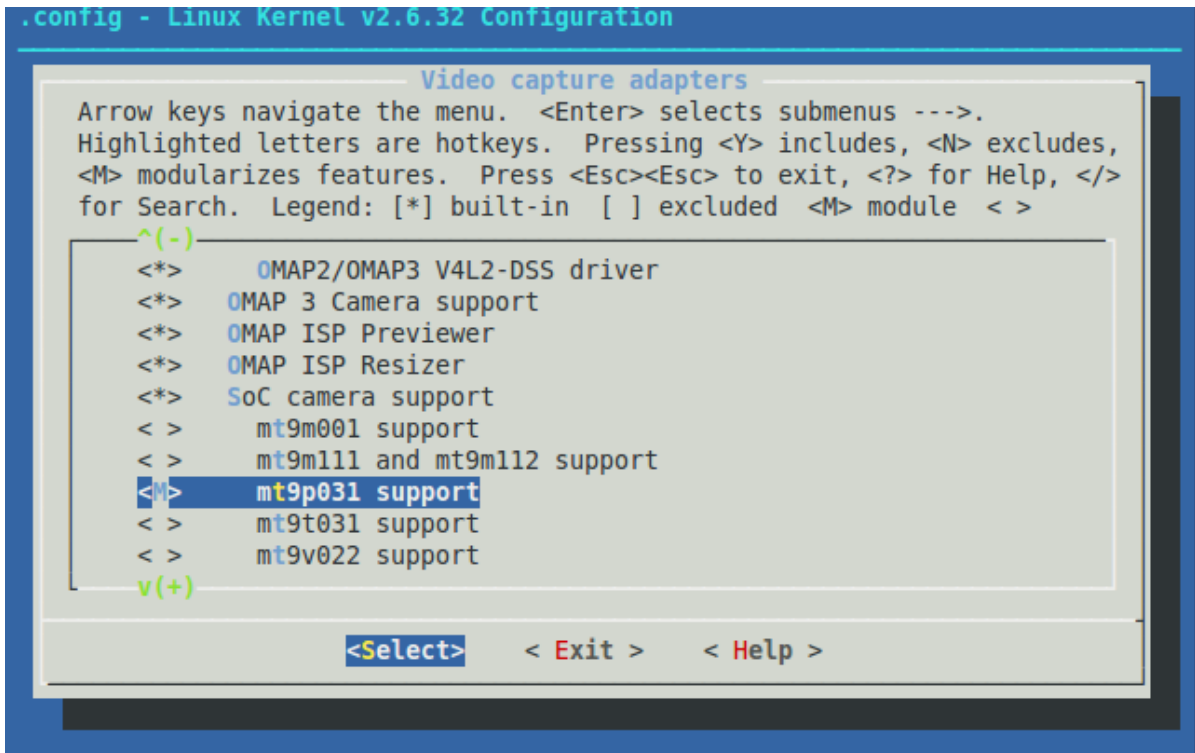 .config - Linux Kernel v2.6.32 Configuration
Video capture adapters
Arrow keys navigate the menu.  <Enter> selects submenus --->.
Highlighted letters are hotkeys.  Pressing <Y> includes, <N> excludes,
<M> modularizes features.  Press <Esc><Esc> to exit, <?> for Help, </>
for Search.  Legend: [*] built-in  [ ] excluded  <M> module  < >
^(-)
<*>     OMAP2/OMAP3 V4L2-DSS driver
<*>   OMAP 3 Camera support
<*>   OMAP ISP Previewer
<*>   OMAP ISP Resizer
<*>   SoC camera support
< >     mt9m001 support
< >     mt9m111 and mt9m112 support
<M>     mt9p031 support
< >     mt9t031 support
< >     mt9v022 support
v(+)
<Select>    < Exit >    < Help >